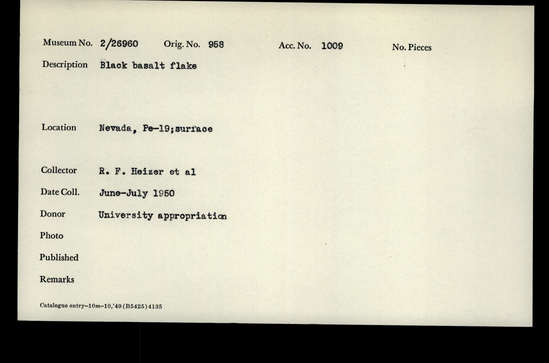 Museum No. 2/26960 Orig. No. 958 Acc. No. 1009 No. Pieces
Description Black basalt flake
Location Nevada, Pe-19;surface
Collector R. F. Heizer et al
Date Coll. June-July 1950
Donor University appropriation
Photo
Published
Remarks
Catalogue entry-10m-10,'49 (B5425) 4135